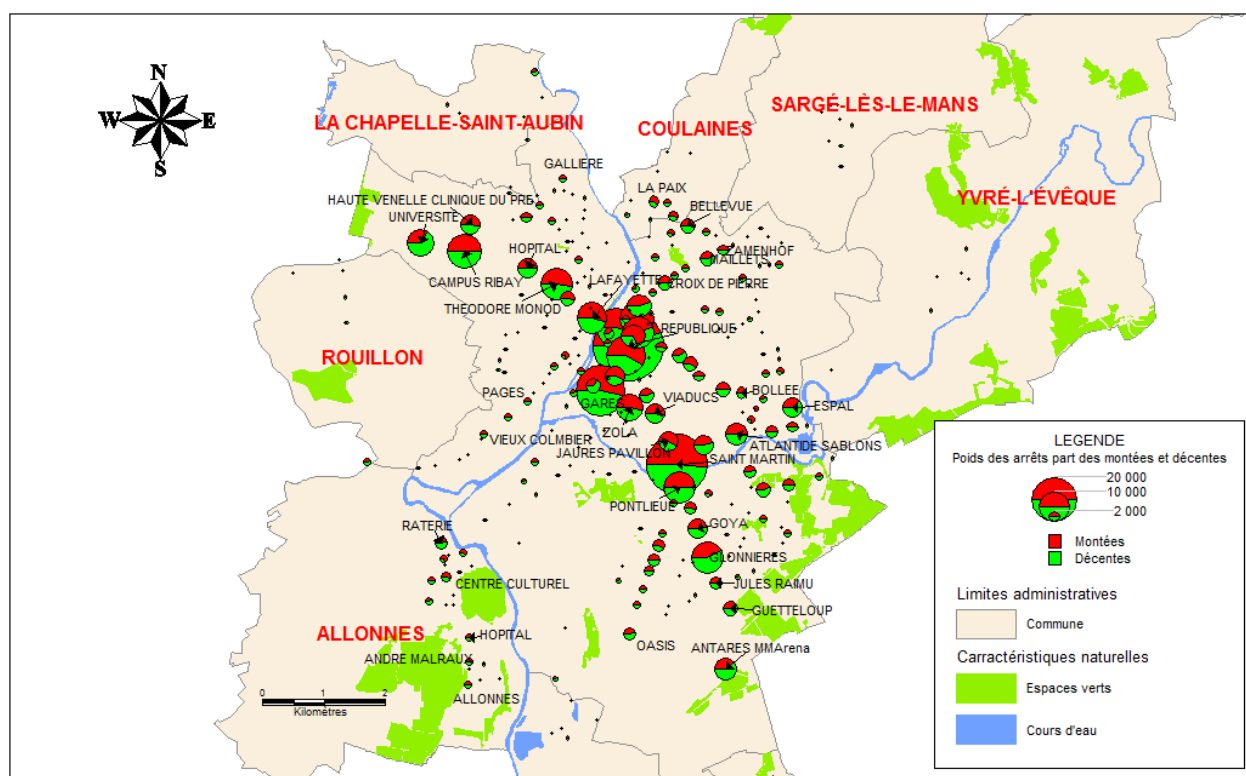 N
W E
S
LA CHAPELLE-SAINT-AUBIN
COULAINES
SARGÉ-LÈS-LE-MANS
YVRÉ-L'ÉVÊQUE
ROUILLON
ALLONNES
GALLIERE
HAUTE VENELLE CLINIQUE DU PRE
UNIVERSITÉ
LA PAIX
BELLEVUE
HOPITAL
ZAMENHOF
MAILLETS
CAMPUS RIBAY
LAFAYETTE
CROIX DE PIERRE
THEODORE MONOD
REPUBLIQUE
PAGES
GARES
VIADUCS
BOLLEE
ESPAL
ZOLA
VIEUX COLMBIER
JAURES PAVILLON
ATLANTIDE SABLONS
SAINT MARTIN
PONTLIEUE
RATERIE
GOYA
GLONNIERES
CENTRE CULTUREL
JULES RAIMU
GUETTELOUP
HOPITAL
OASIS
ANTARES MMArena
ANDRE MALRAUX
ALLONNES
0 1 2
Kilomètres
LEGENDE
Poids des arrêts part des montées et décentes
20 000
10 000
2 000
Montées
Décentes
Limites administratives
Commune
Carractéristiques naturelles
Espaces verts
Cours d'eau